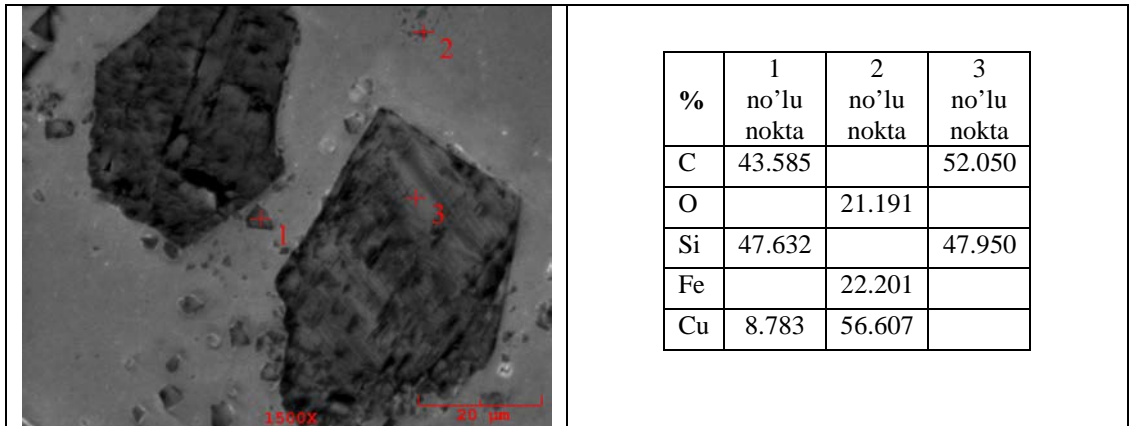 2
3
1
1500X
20 µm
% 1 no’lu nokta 2 no’lu nokta 3 no’lu nokta
C 43.585 52.050
O 21.191
Si 47.632 47.950
Fe 22.201
Cu 8.783 56.607